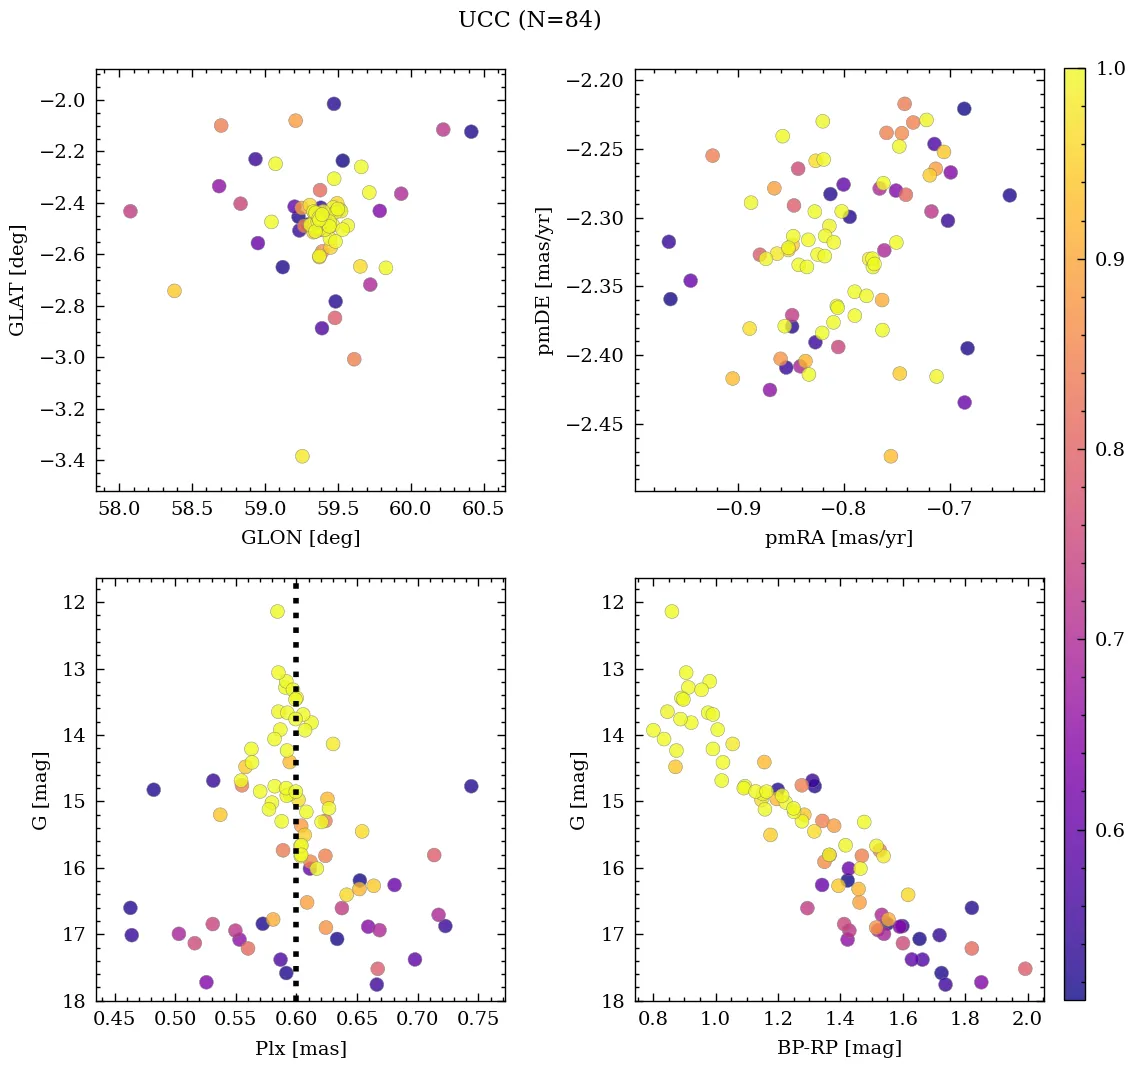 UCC (N=84)
−2.0
−2.2
−2.4
−2.6
−2.8
−3.0
−3.2
−3.4
GLAT [deg]
58.0 58.5 59.0 59.5 60.0 60.5
GLON [deg]
−2.20
−2.25
−2.30
−2.35
−2.40
−2.45
pmDE [mas/yr]
−0.9 −0.8 −0.7
pmRA [mas/yr]
12
13
14
15
16
17
18
G [mag]
0.45 0.50 0.55 0.60 0.65 0.70 0.75
Plx [mas]
12
13
14
15
16
17
18
G [mag]
0.8 1.0 1.2 1.4 1.6 1.8 2.0
BP-RP [mag]
1.0
0.9
0.8
0.7
0.6